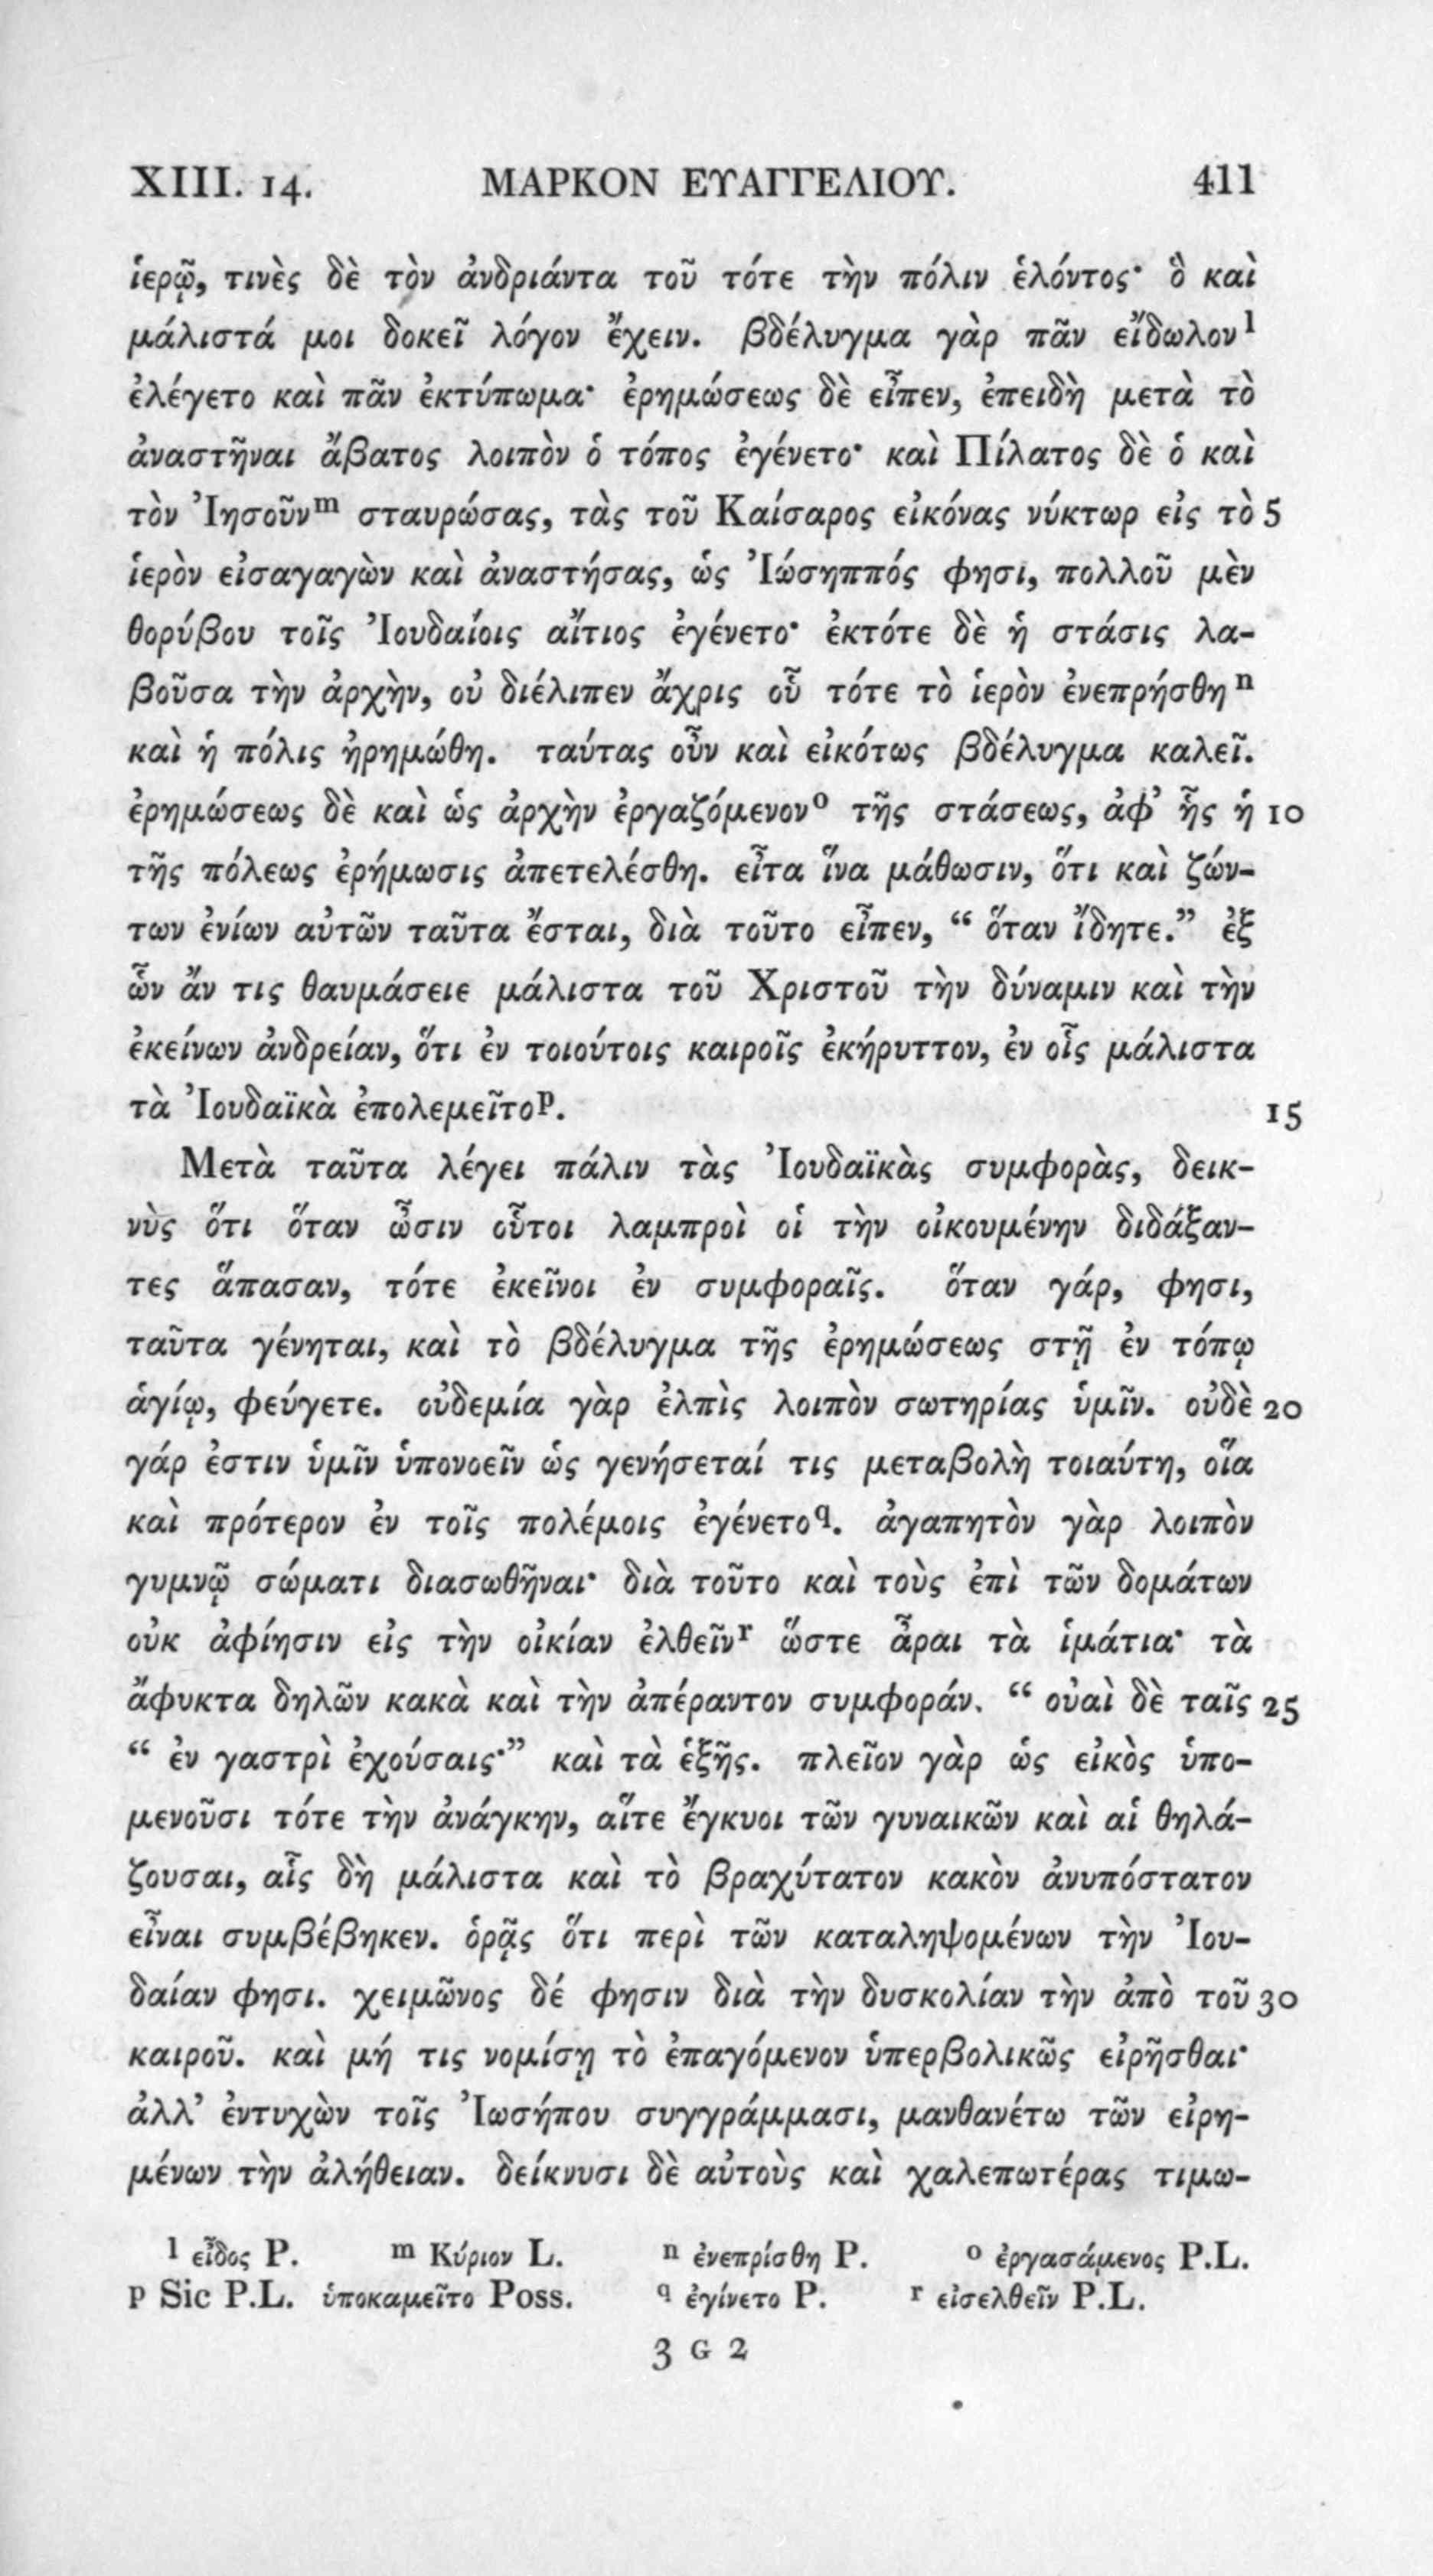 XIII. 14. ΜΑΡΚΟΝ ΕΥΑΓΓΕΛΙΟΥ. 411
ἱερῷ, τινὲς δὲ τὸν ἀνδριάντα τοῦ τότε τὴν πόλιν ἑλόντος· ὃ καὶ
μάλιστά μοι δοκεῖ λόγον ἔχειν. βδέλυγμα γὰρ πᾶν εἴδωλον l
ἐλέγετο καὶ πᾶν ἐκτύπωμα· ἐρημώσεως δὲ εἶπεν, ἐπειδὴ μετὰ τὸ
ἀναστῆναι ἄβατος λοιπὸν ὁ τόπος ἐγένετο· καὶ Πίλατος δὲ ὁ καὶ
τὸν Ἰησοῦν m σταυρώσας, τὰς τοῦ Καίσαρος εἰκόνας νύκτωρ εἰς τὸ 5
ἱερὸν εἰσαγαγὼν καὶ ἀναστήσας, ὡς Ἰώσηππός φησι, πολλοῦ μὲν
θορύβου τοῖς Ἰουδαίοις αἴτιος ἐγένετο· ἐκτότε δὲ ἡ στάσις λα-
βοῦσα τὴν ἀρχὴν, οὐ διέλιπεν ἄχρις οὗ τότε τὸ ἱερὸν ἐνεπρήσθη n
καὶ ἡ πόλις ἠρημώθη. ταύτας οὖν καὶ εἰκότως βδέλυγμα καλεῖ.
ἐρημώσεως δὲ καὶ ὡς ἀρχὴν ἐργαζόμενον o τῆς στάσεως, ἀφ’ ἧς ἡ 10
τῆς πόλεως ἐρήμωσις ἀπετελέσθη. εἶτα ἵνα μάθωσιν, ὅτι καὶ ζών-
των ἐνίων αὐτῶν ταῦτα ἔσται, διὰ τοῦτο εἶπεν, “ ὅταν ἴδητε.” ἐξ
ὧν ἄν τις θαυμάσειε μάλιστα τοῦ Χριστοῦ τὴν δύναμιν καὶ τὴν
ἐκείνων ἀνδρείαν, ὅτι ἐν τοιούτοις καιροῖς ἐκήρυττον, ἐν οἷς μάλιστα
τὰ Ἰουδαϊκὰ ἐπολεμεῖτο p. 15
Μετὰ ταῦτα λέγει πάλιν τὰς Ἰουδαϊκὰς συμφορὰς, δεικ-
νὺς ὅτι ὅταν ὦσιν οὗτοι λαμπροὶ οἱ τὴν οἰκουμένην διδάξαν-
τες ἅπασαν, τότε ἐκεῖνοι ἐν συμφοραῖς. ὅταν γάρ, φησι,
ταῦτα γένηται, καὶ τὸ βδέλυγμα τῆς ἐρημώσεως στῇ ἐν τόπῳ
ἁγίῳ, φεύγετε. οὐδεμία γὰρ ἐλπὶς λοιπὸν σωτηρίας ὑμῖν. οὐδὲ 20
γάρ ἐστιν ὑμῖν ὑπονοεῖν ὡς γενήσεταί τις μεταβολὴ τοιαύτη, οἵα
καὶ πρότερον ἐν τοῖς πολέμοις ἐγένετο q. ἀγαπητὸν γὰρ λοιπὸν
γυμνῷ σώματι διασωθῆναι· διὰ τοῦτο καὶ τοὺς ἐπὶ τῶν δομάτων
οὐκ ἀφίησιν εἰς τὴν οἰκίαν ἐλθεῖν r ὥστε ἆραι τὰ ἱμάτια· τὰ
ἄφυκτα δηλῶν κακὰ καὶ τὴν ἀπέραντον συμφοράν. “ οὐαὶ δὲ ταῖς 25
“ ἐν γαστρὶ ἐχούσαις·” καὶ τὰ ἑξῆς. πλεῖον γὰρ ὡς εἰκὸς ὑπο-
μενοῦσι τότε τὴν ἀνάγκην, αἵτε ἔγκυοι τῶν γυναικῶν καὶ αἱ θηλά-
ζουσαι, αἷς δὴ μάλιστα καὶ τὸ βραχύτατον κακὸν ἀνυπόστατον
εἶναι συμβέβηκεν. ὁρᾷς ὅτι περὶ τῶν καταληψομένων τὴν Ἰου-
δαίαν φησι. χειμῶνος δέ φησιν διὰ τὴν δυσκολίαν τὴν ἀπὸ τοῦ 30
καιροῦ. καὶ μή τις νομίσῃ τὸ ἐπαγόμενον ὑπερβολικῶς εἰρῆσθαι·
ἀλλ’ ἐντυχὼν τοῖς Ἰωσήπου συγγράμμασι, μανθανέτω τῶν εἰρη-
μένων τὴν ἀλήθειαν. δείκνυσι δὲ αὐτοὺς καὶ χαλεπωτέρας τιμω-
l εἶδος P. m Κύριον L. n ἐνεπρίσθη P. o ἐργασάμενος P.L.
p Sic P.L. ὑποκαμεῖτο Poss. q ἐγίνετο P. r εἰσελθεῖν P.L.
3 G 2